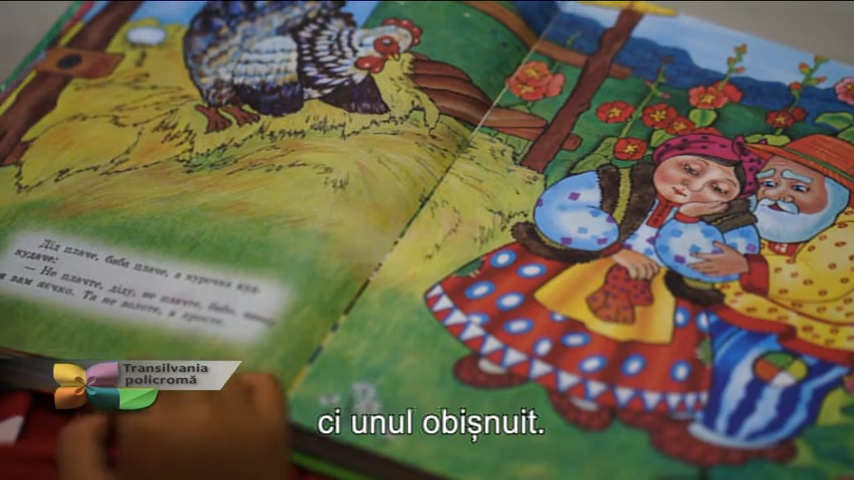 Дід плаче, баба плаче, а курочка куд-
кудаче:
— Не плачте, діду, не плачте, бабо,
вам яєчко. Та не золоте, а просте.
Transilvania
policromă
ci unul obișnuit.